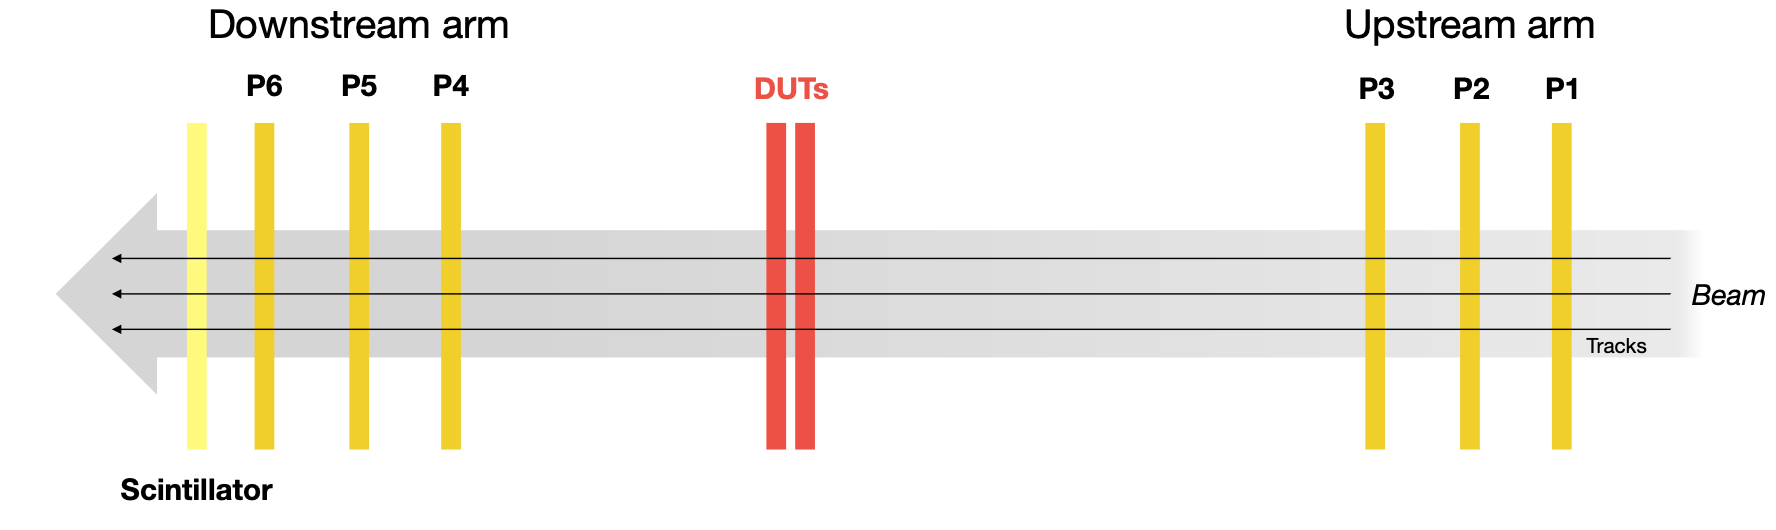 Downstream arm
Upstream arm
P6 P5 P4 DUTs P3 P2 P1
Beam
Tracks
Scintillator